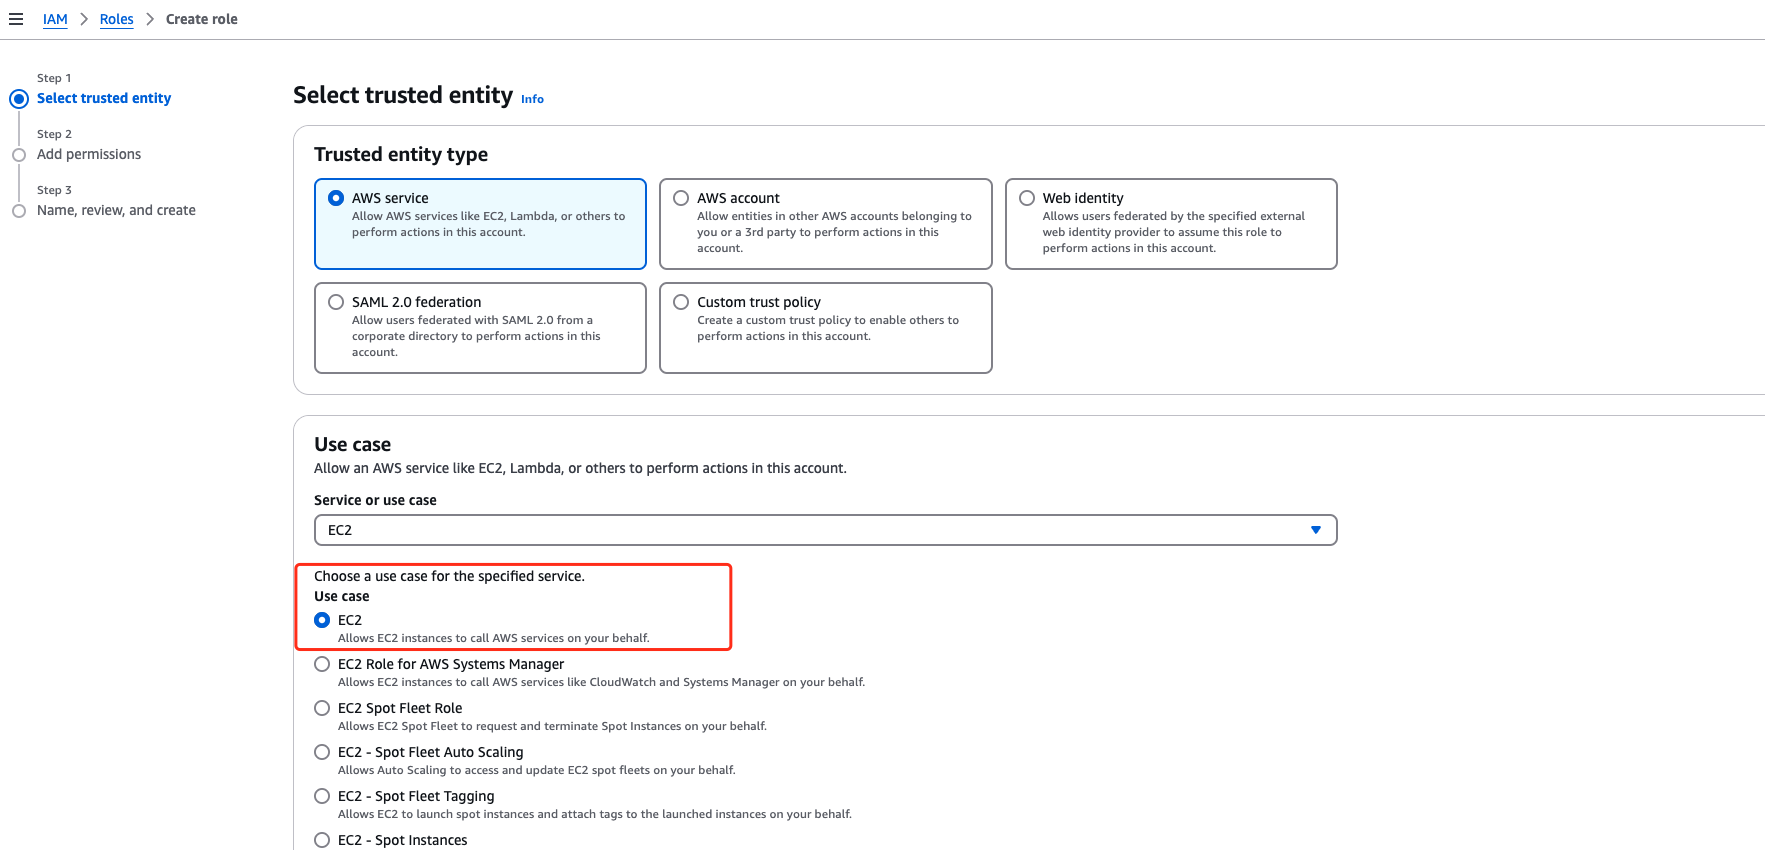 IAM > Roles > Create role
Step 1
Select trusted entity
Step 2
Add permissions
Step 3
Name, review, and create
Select trusted entity Info
Trusted entity type
AWS service
Allow AWS services like EC2, Lambda, or others to
perform actions in this account.
AWS account
Allow entities in other AWS accounts belonging to
you or a 3rd party to perform actions in this
account.
Web identity
Allows users federated by the specified external
web identity provider to assume this role to
perform actions in this account.
SAML 2.0 federation
Allow users federated with SAML 2.0 from a
corporate directory to perform actions in this
account.
Custom trust policy
Create a custom trust policy to enable others to
perform actions in this account.
Use case
Allow an AWS service like EC2, Lambda, or others to perform actions in this account.
Service or use case
EC2
Choose a use case for the specified service.
Use case
EC2
Allows EC2 instances to call AWS services on your behalf.
EC2 Role for AWS Systems Manager
Allows EC2 instances to call AWS services like CloudWatch and Systems Manager on your behalf.
EC2 Spot Fleet Role
Allows EC2 Spot Fleet to request and terminate Spot Instances on your behalf.
EC2 - Spot Fleet Auto Scaling
Allows Auto Scaling to access and update EC2 spot fleets on your behalf.
EC2 - Spot Fleet Tagging
Allows EC2 to launch spot instances and attach tags to the launched instances on your behalf.
EC2 - Spot Instances